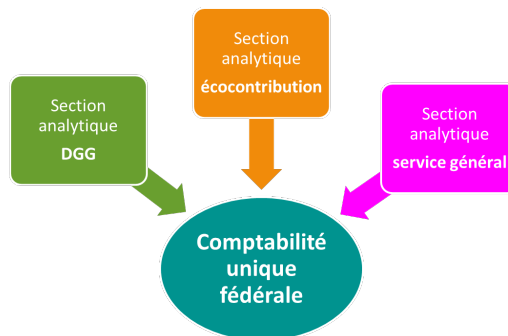 Section
analytique
DGG
Section
analytique
écocontribution
Section
analytique
service général
Comptabilité
unique
fédérale